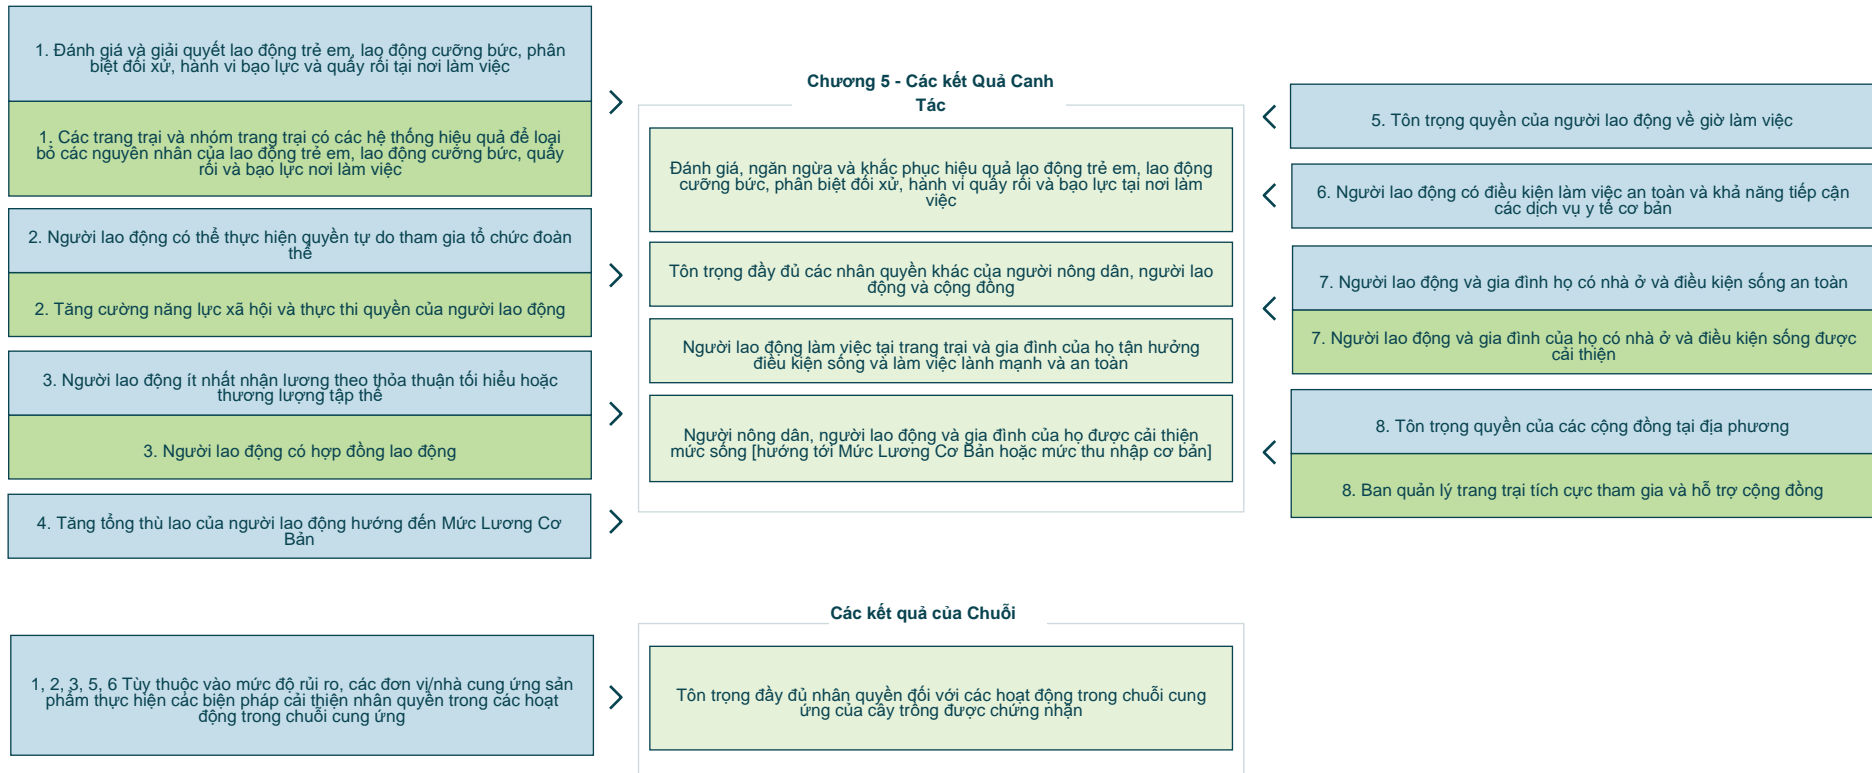 1. Đánh giá và giải quyết lao động trẻ em, lao động cưỡng bức, phân
biệt đối xử, hành vi bạo lực và quấy rối tại nơi làm việc
1. Các trang trại và nhóm trang trại có các hệ thống hiệu quả để loại
bỏ các nguyên nhân của lao động trẻ em, lao động cưỡng bức, quấy
rối và bạo lực nơi làm việc
2. Người lao động có thể thực hiện quyền tự do tham gia tổ chức đoàn
thể
2. Tăng cường năng lực xã hội và thực thi quyền của người lao động
3. Người lao động ít nhất nhận lương theo thỏa thuận tối hiểu hoặc
thương lượng tập thể
3. Người lao động có hợp đồng lao động
4. Tăng tổng thù lao của người lao động hướng đến Mức Lương Cơ
Bản
Chương 5 - Các kết Quả Canh
Tác
Đánh giá, ngăn ngừa và khắc phục hiệu quả lao động trẻ em, lao động
cưỡng bức, phân biệt đối xử, hành vi quấy rối và bạo lực tại nơi làm
việc
Tôn trọng đầy đủ các nhân quyền khác của người nông dân, người lao
động và cộng đồng
Người lao động làm việc tại trang trại và gia đình của họ tận hưởng
điều kiện sống và làm việc lành mạnh và an toàn
Người nông dân, người lao động và gia đình của họ được cải thiện
mức sống [hướng tới Mức Lương Cơ Bản hoặc mức thu nhập cơ bản]
5. Tôn trọng quyền của người lao động về giờ làm việc
6. Người lao động có điều kiện làm việc an toàn và khả năng tiếp cận
các dịch vụ y tế cơ bản
7. Người lao động và gia đình họ có nhà ở và điều kiện sống an toàn
7. Người lao động và gia đình của họ có nhà ở và điều kiện sống được
cải thiện
8. Tôn trọng quyền của các cộng đồng tại địa phương
8. Ban quản lý trang trại tích cực tham gia và hỗ trợ cộng đồng
1, 2, 3, 5, 6 Tùy thuộc vào mức độ rủi ro, các đơn vị/nhà cung ứng sản
phẩm thực hiện các biện pháp cải thiện nhân quyền trong các hoạt
động trong chuỗi cung ứng
Các kết quả của Chuỗi
Tôn trọng đầy đủ nhân quyền đối với các hoạt động trong chuỗi cung
ứng của cây trồng được chứng nhận